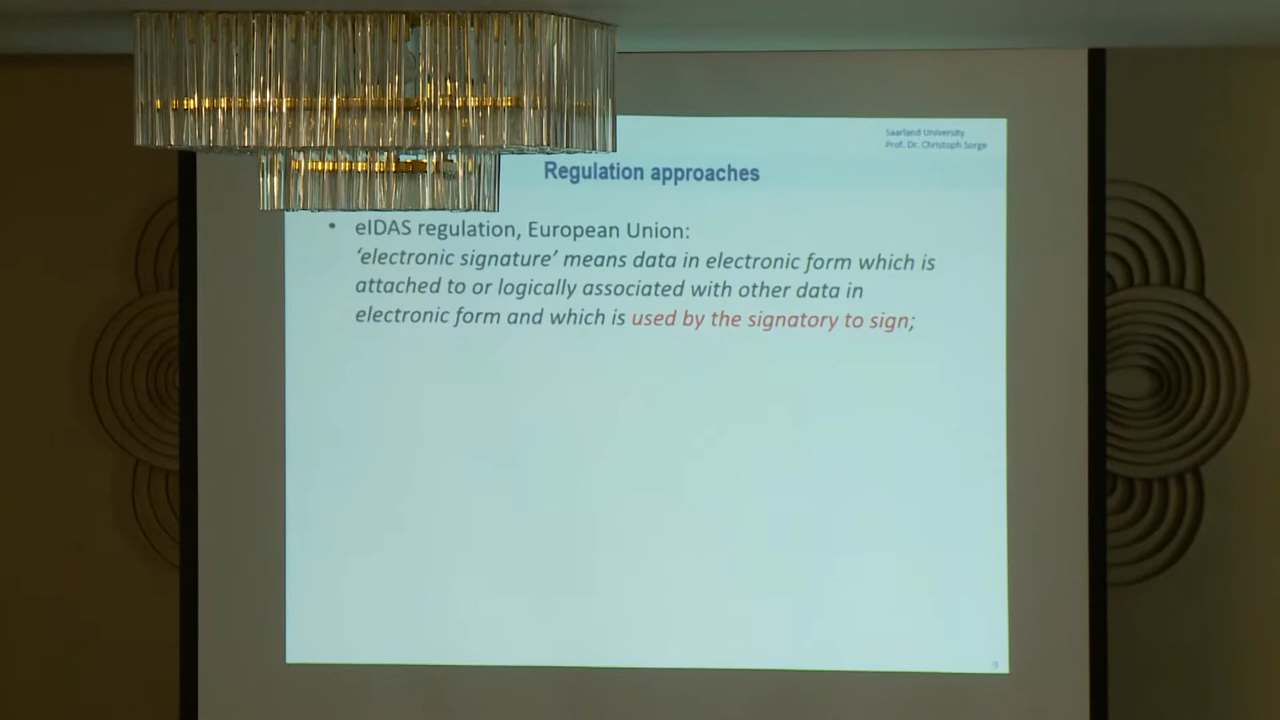 Saarland University
Prof. Dr. Christoph Sorge
Regulation approaches
• eIDAS regulation, European Union:
‘electronic signature’ means data in electronic form which is
attached to or logically associated with other data in
electronic form and which is used by the signatory to sign;
9